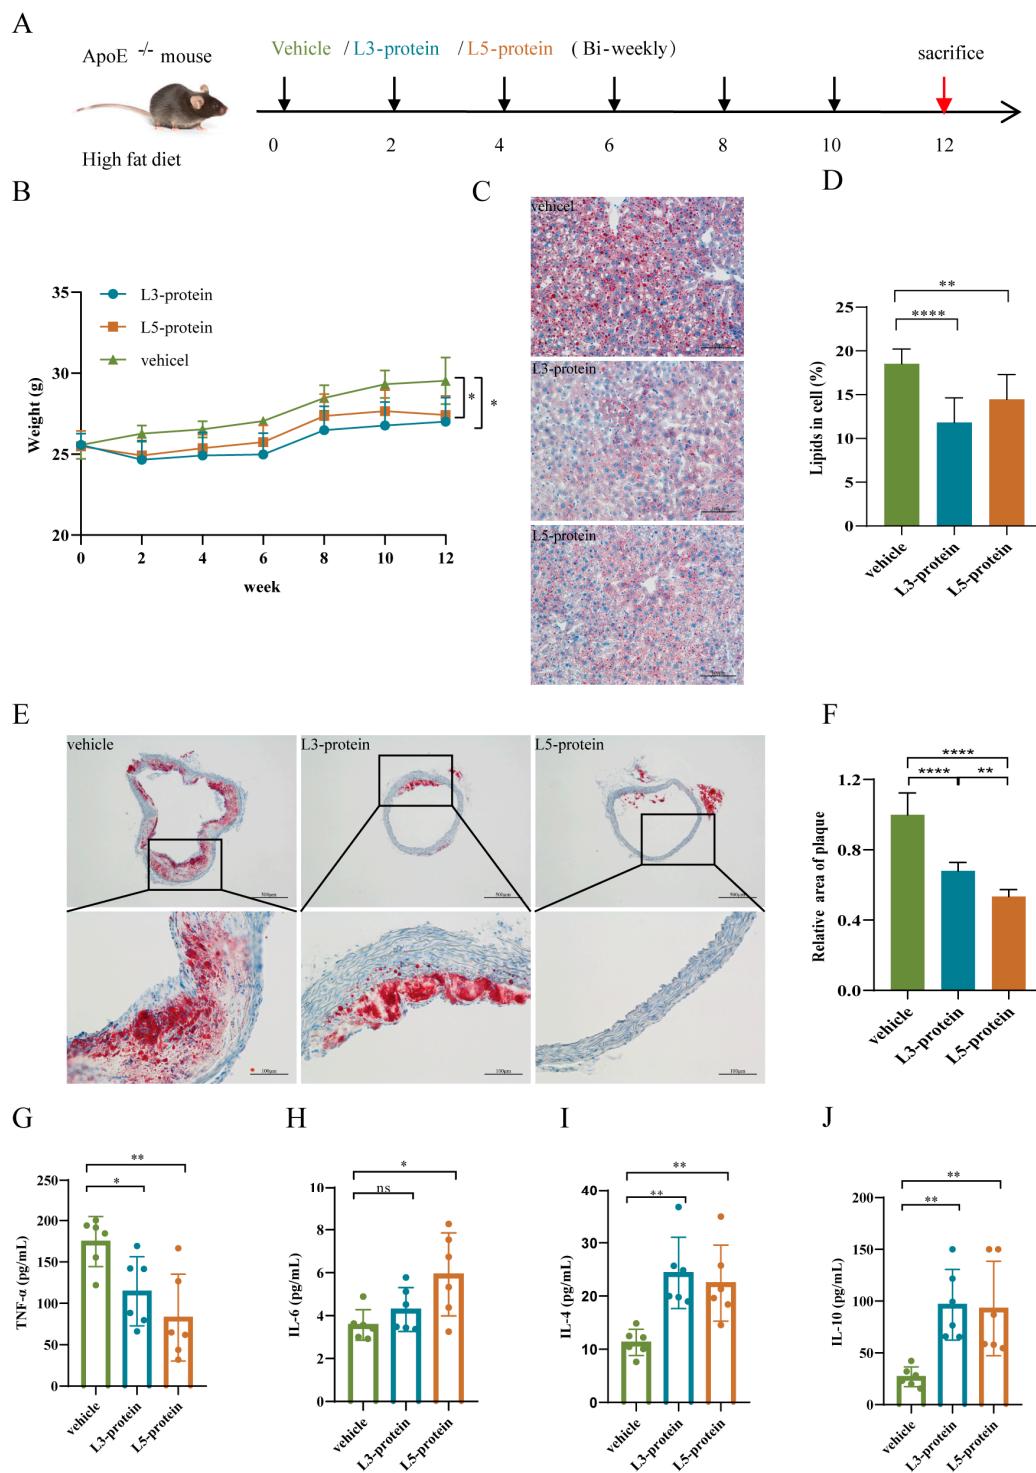 A
ApoE -/- mouse
High fat diet
Vehicle / L3-protein / L5-protein ( Bi-weekly )
sacrifice
0 2 4 6 8 10 12
B
35
30
25
20
Weight (g)
L3-protein
L5-protein
vehicel
*
*
0 2 4 6 8 10 12
week
C
vehicel
L3-protein
L5-protein
D
**
****
25
20
15
10
5
0
Lipids in cell (%)
vehicle
L3-protein
L5-protein
E
vehicle
L3-protein
L5-protein
500μm
500μm
500μm
100μm
100μm
100μm
F
****
**** **
1.2
0.8
0.4
0.0
Relative area of plaque
vehicle
L3-protein
L5-protein
G
**
*
250
200
150
100
50
0
TNF-α (pg/mL)
vehicle
L3-protein
L5-protein
H
*
ns
10
8
6
4
2
0
IL-6 (pg/mL)
vehicle
L3-protein
L5-protein
I
**
**
40
30
20
10
0
IL-4 (pg/mL)
vehicle
L3-protein
L5-protein
J
**
**
200
150
100
50
0
IL-10 (pg/mL)
vehicle
L3-protein
L5-protein